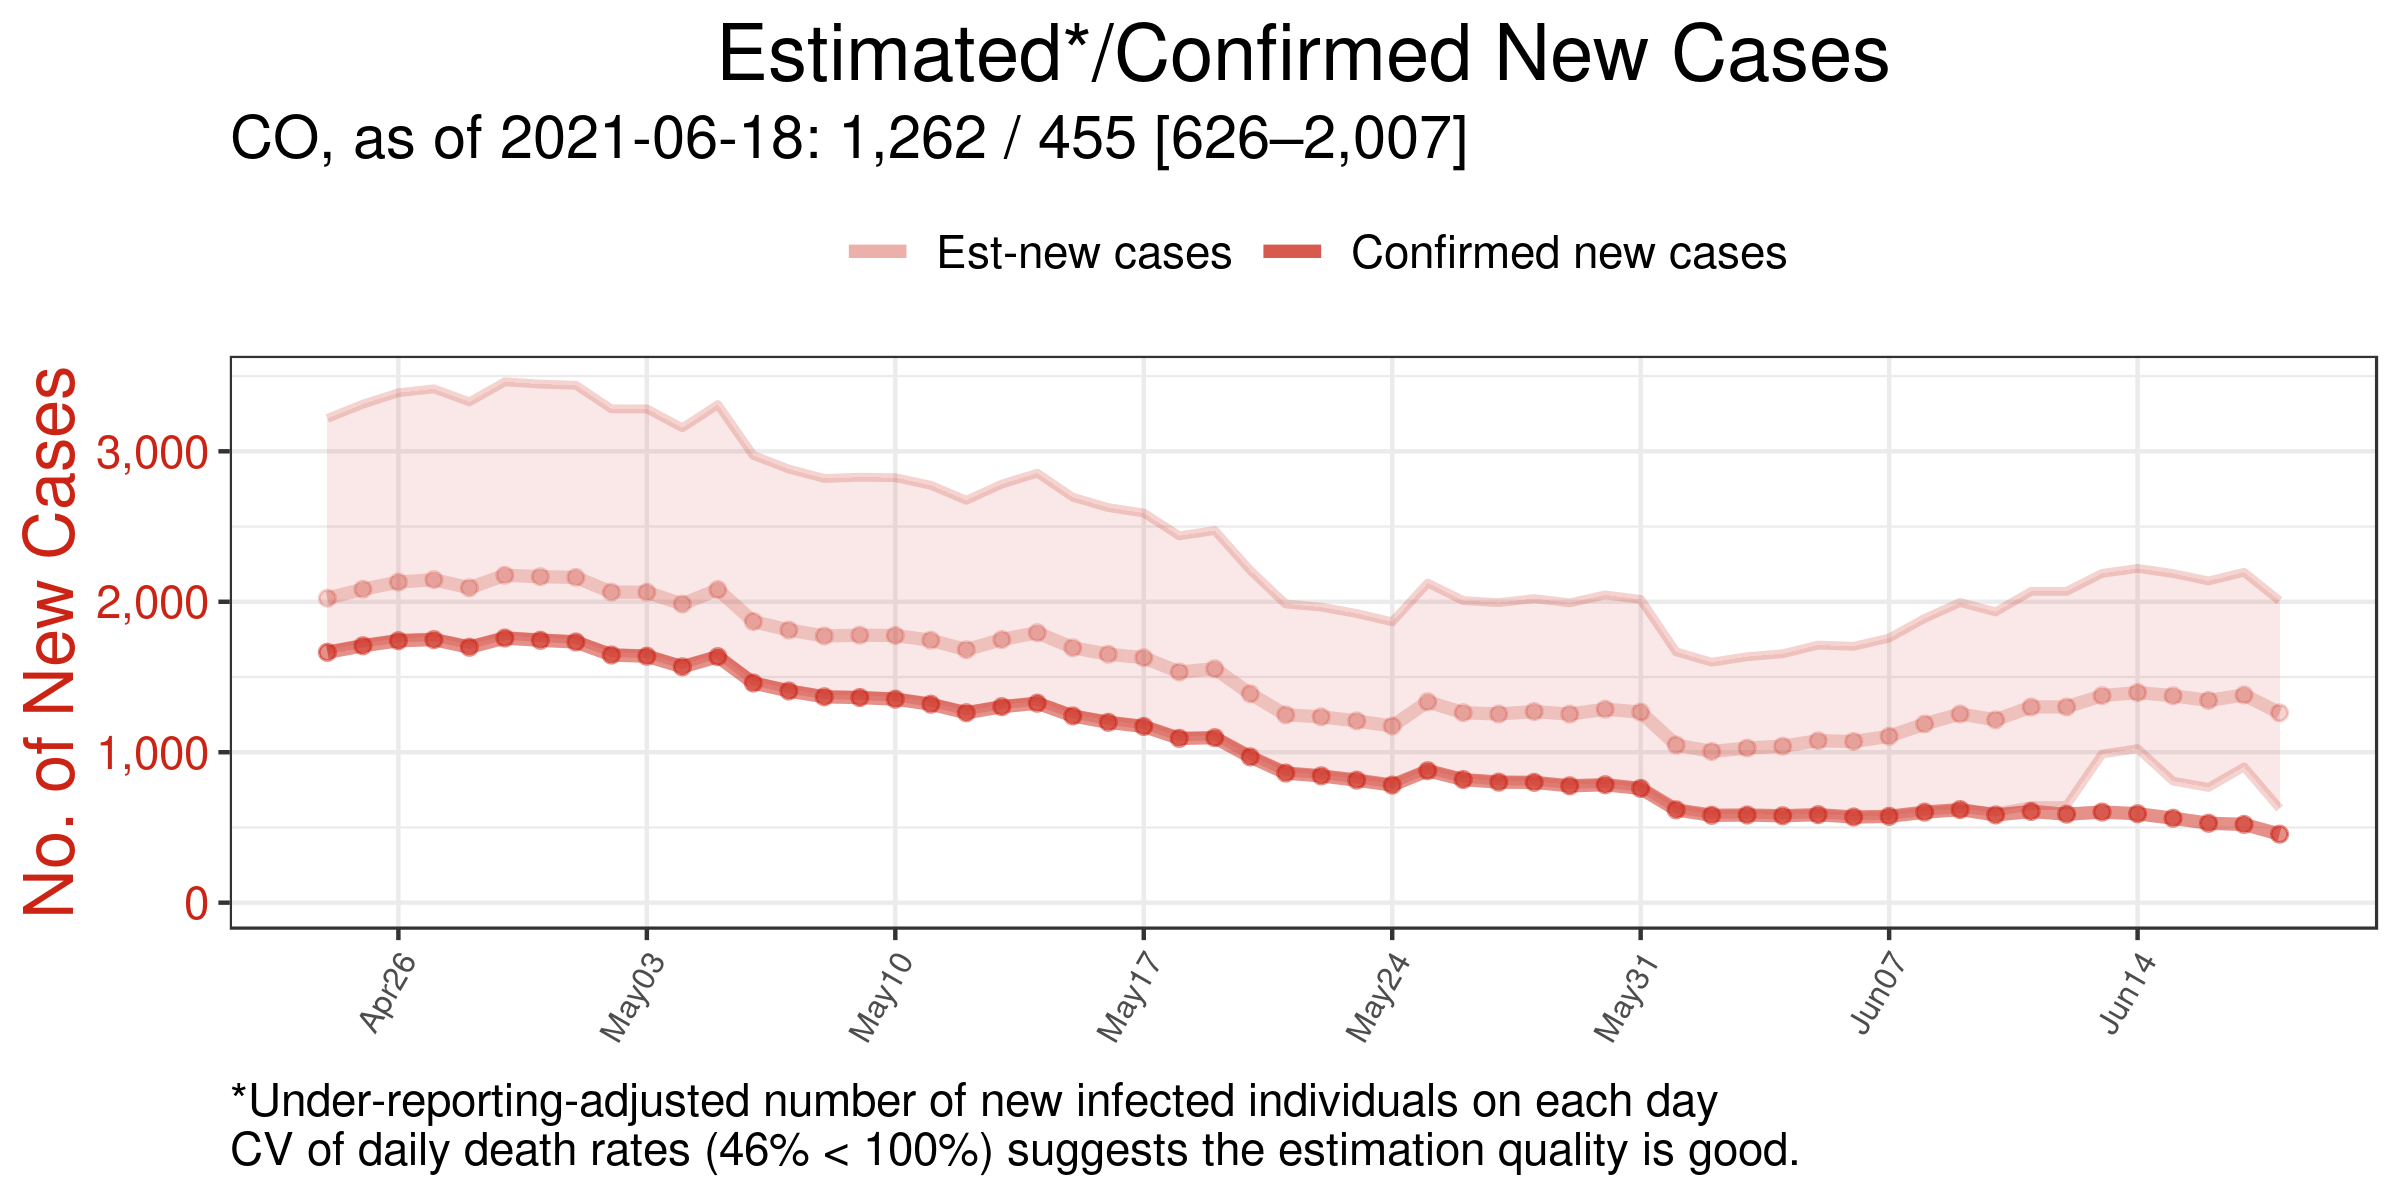 Estimated*/Confirmed New Cases
CO, as of 2021-06-18: 1,262 / 455 [626–2,007]
Est-new cases
Confirmed new cases
No. of New Cases
3,000
2,000
1,000
0
Apr26
May03
May10
May17
May24
May31
Jun07
Jun14
*Under-reporting-adjusted number of new infected individuals on each day
CV of daily death rates (46% < 100%) suggests the estimation quality is good.